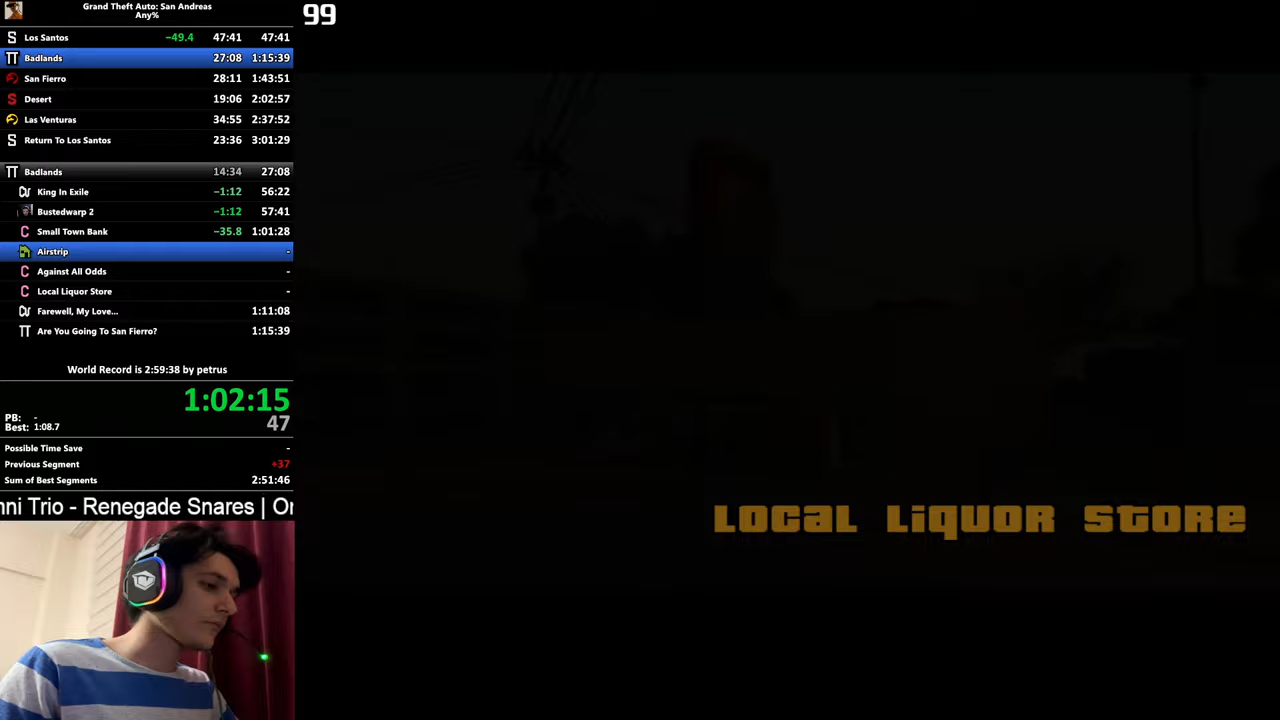 Grand Theft Auto: San Andreas
Any%
99
Los Santos −49.4 47:41 47:41
Badlands 27:08 1:15:39
San Fierro 28:11 1:43:51
Desert 19:06 2:02:57
Las Venturas 34:55 2:37:52
Return To Los Santos 23:36 3:01:29
Badlands 14:34 27:08
King In Exile −1:12 56:22
Bustedwarp 2 −1:12 57:41
Small Town Bank −35.8 1:01:28
Airstrip -
Against All Odds -
Local Liquor Store -
Farewell, My Love... 1:11:08
Are You Going To San Fierro? 1:15:39
World Record is 2:59:38 by petrus
1:02:15
PB: -
47
Best: 1:08.7
Possible Time Save -
Previous Segment +37
Sum of Best Segments 2:51:46
nni Trio - Renegade Snares | Or
Local Liquor Store